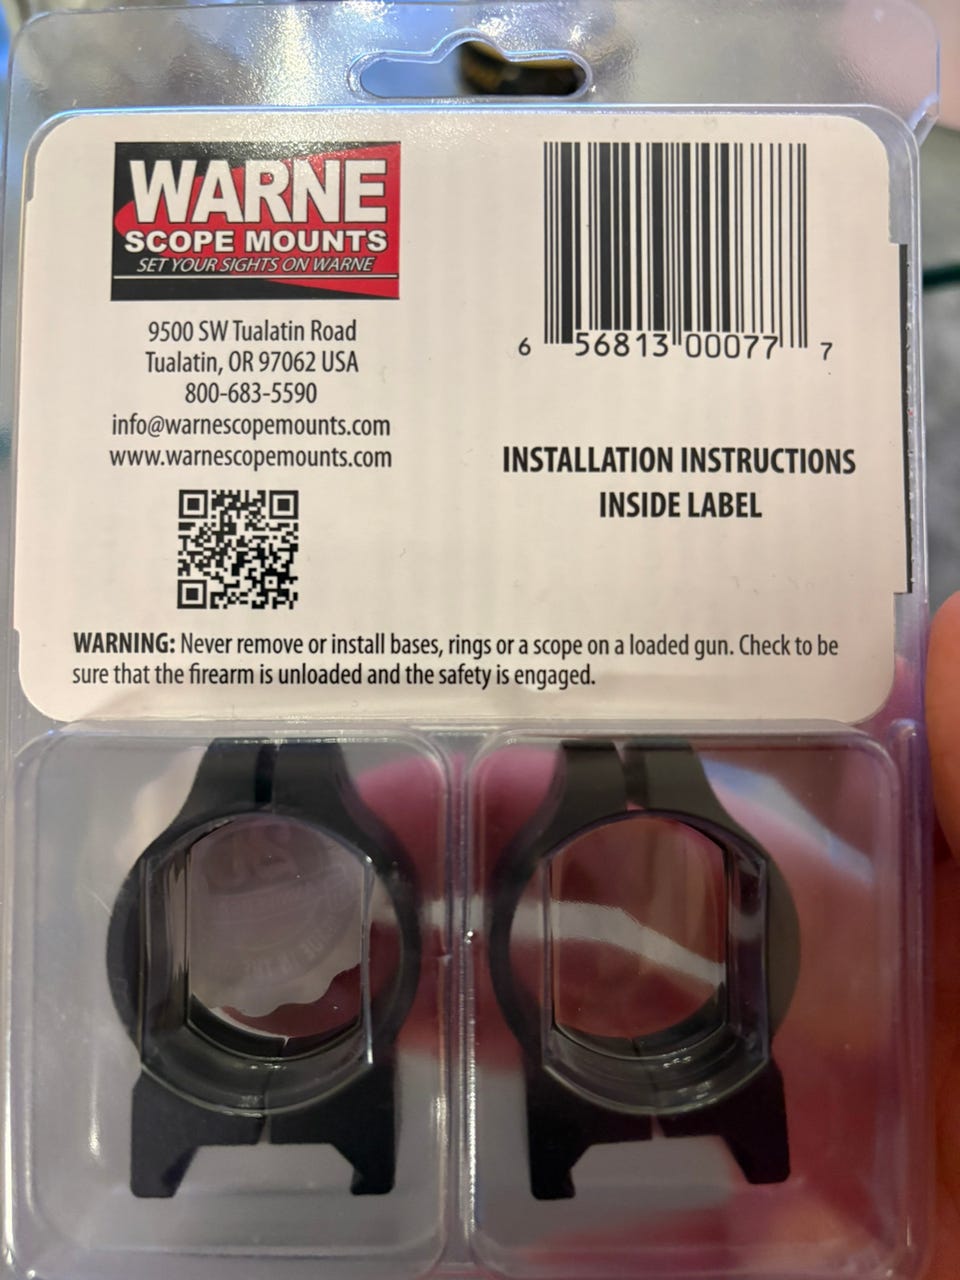 WARNE
SCOPE MOUNTS
SET YOUR SIGHTS ON WARNE
9500 SW Tualatin Road
Tualatin, OR 97062 USA
800-683-5590
info@warnescopemounts.com
www.warnescopemounts.com
6 56813 00077 7
INSTALLATION INSTRUCTIONS
INSIDE LABEL
WARNING: Never remove or install bases, rings or a scope on a loaded gun. Check to be
sure that the firearm is unloaded and the safety is engaged.